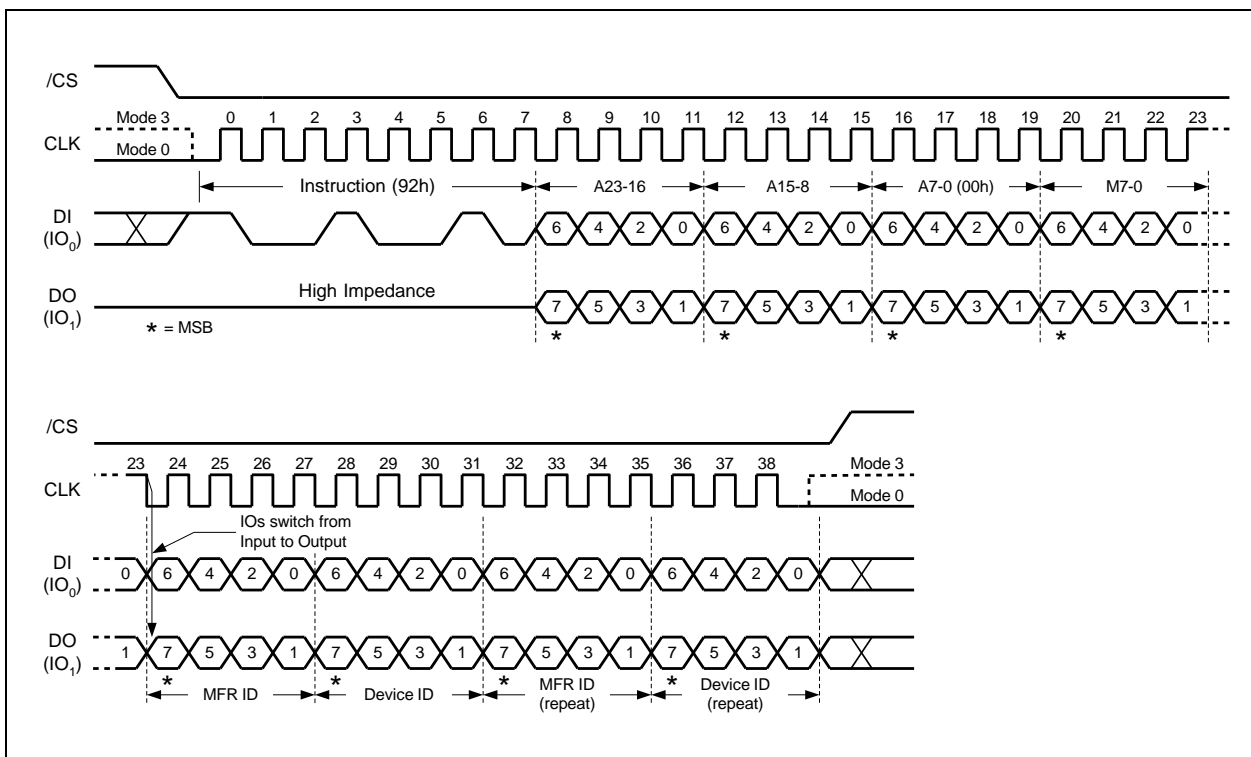 /CS
Mode 3 0 1 2 3 4 5 6 7 8 9 10 11 12 13 14 15 16 17 18 19 20 21 22 23
CLK
Mode 0
Instruction (92h) A23-16 A15-8 A7-0 (00h) M7-0
DI
(IO0)
6 4 2 0 6 4 2 0 6 4 2 0 6 4 2 0
High Impedance
DO
(IO1)
7 5 3 1 7 5 3 1 7 5 3 1 7 5 3 1
* = MSB
* * * *
/CS
23 24 25 26 27 28 29 30 31 32 33 34 35 36 37 38 Mode 3
CLK
Mode 0
IOs switch from
Input to Output
DI
(IO0)
0 6 4 2 0 6 4 2 0 6 4 2 0 6 4 2 0
DO
(IO1)
1 7 5 3 1 7 5 3 1 7 5 3 1 7 5 3 1
* * * *
MFR ID Device ID MFR ID
(repeat)
Device ID
(repeat)